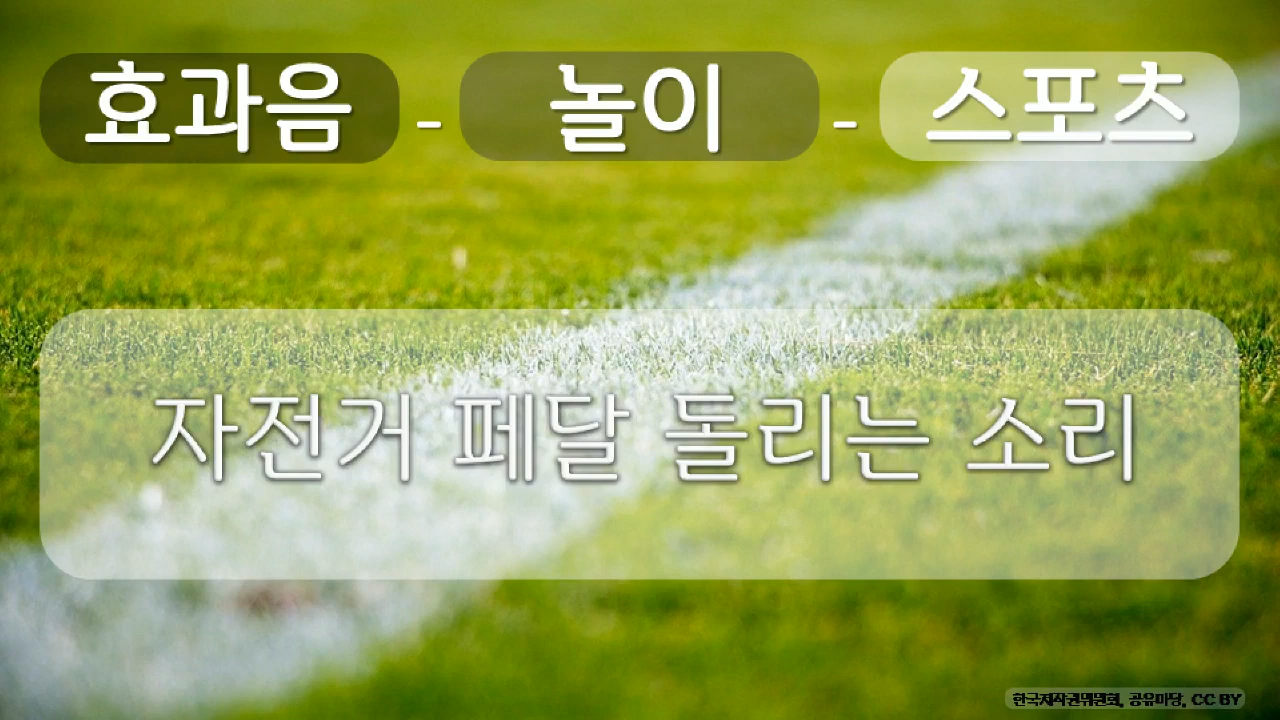 효과음 - 놀이 - 스포츠
자전거 페달 돌리는 소리
한국저작권위원회, 공유마당, CC BY